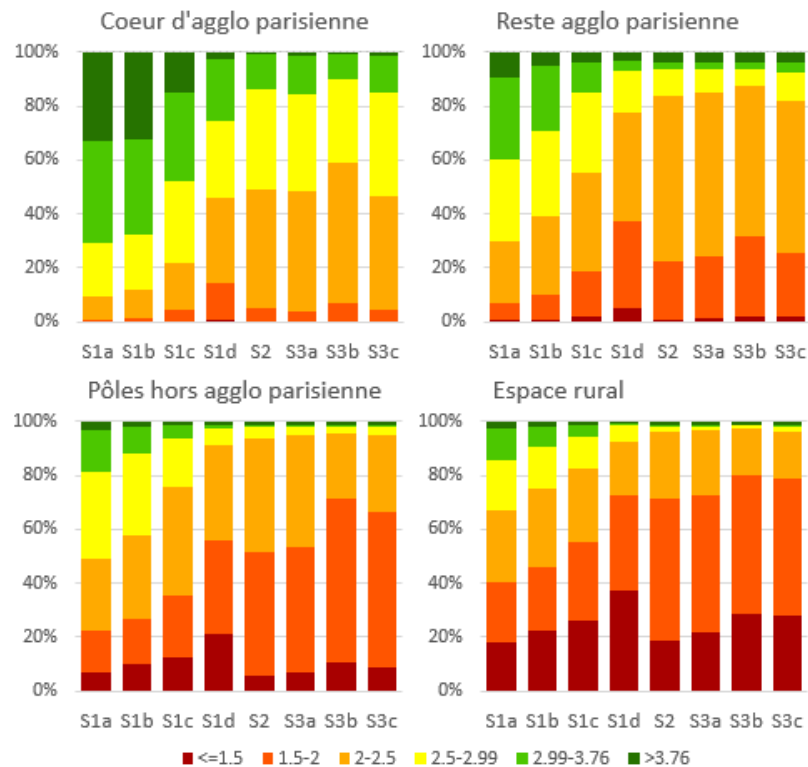 Coeur d'agglo parisienne
100%
80%
60%
40%
20%
0%
S1a S1b S1c S1d S2 S3a S3b S3c
Reste agglo parisienne
100%
80%
60%
40%
20%
0%
S1a S1b S1c S1d S2 S3a S3b S3c
Pôles hors agglo parisienne
100%
80%
60%
40%
20%
0%
S1a S1b S1c S1d S2 S3a S3b S3c
Espace rural
100%
80%
60%
40%
20%
0%
S1a S1b S1c S1d S2 S3a S3b S3c
<=1.5 1.5-2 2-2.5 2.5-2.99 2.99-3.76 >3.76